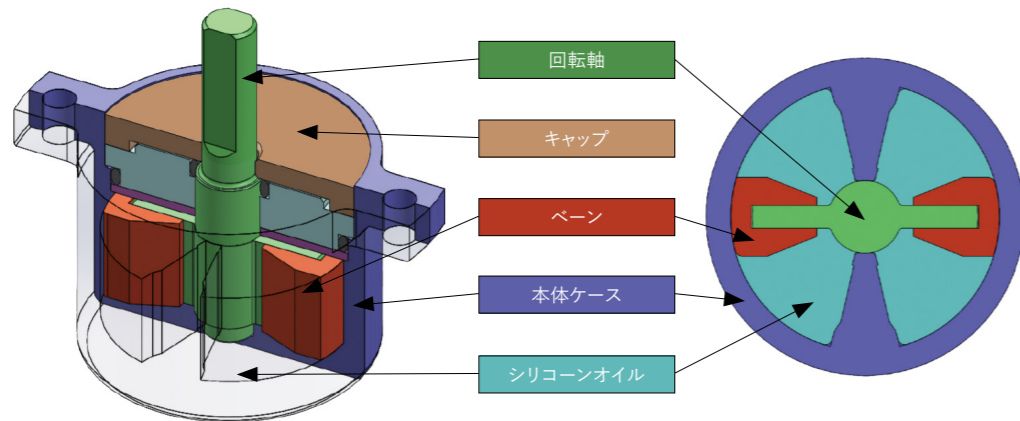 回転軸
キャップ
ベーン
本体ケース
シリコーンオイル